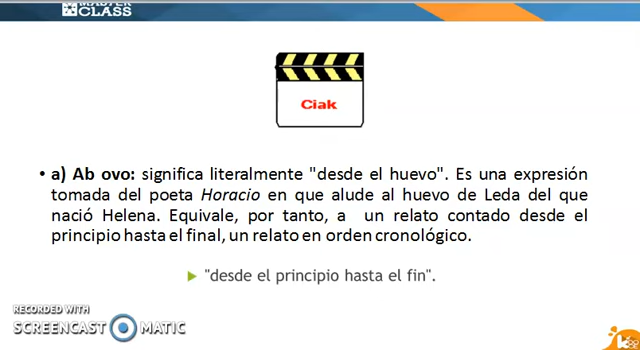 MASTER
CLASS
Ciak
• a) Ab ovo: significa literalmente "desde el huevo". Es una expresión
tomada del poeta Horacio en que alude al huevo de Leda del que
nació Helena. Equivale, por tanto, a un relato contado desde el
principio hasta el final, un relato en orden cronológico.
"desde el principio hasta el fin".
RECORDED WITH
SCREENCAST MATIC